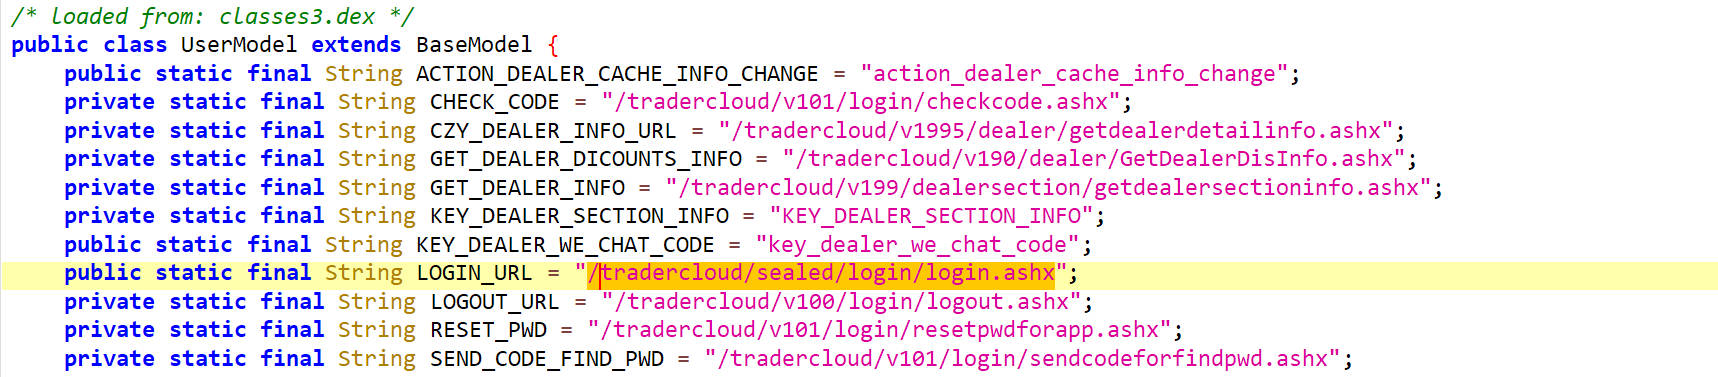 /* loaded from: classes3.dex */
public class UserModel extends BaseModel {
public static final String ACTION_DEALER_CACHE_INFO_CHANGE = "action_dealer_cache_info_change";
private static final String CHECK_CODE = "/tradercloud/v101/login/checkcode.ashx";
private static final String CZY_DEALER_INFO_URL = "/tradercloud/v1995/dealer/getdealerdetailinfo.ashx";
private static final String GET_DEALER_DICOUNTS_INFO = "/tradercloud/v190/dealer/GetDealerDisInfo.ashx";
private static final String GET_DEALER_INFO = "/tradercloud/v199/dealersection/getdealersectioninfo.ashx";
private static final String KEY_DEALER_SECTION_INFO = "KEY_DEALER_SECTION_INFO";
public static final String KEY_DEALER_WE_CHAT_CODE = "key_dealer_we_chat_code";
public static final String LOGIN_URL = "/tradercloud/sealed/login/login.ashx";
private static final String LOGOUT_URL = "/tradercloud/v100/login/logout.ashx";
private static final String RESET_PWD = "/tradercloud/v101/login/resetpwdforapp.ashx";
private static final String SEND_CODE_FIND_PWD = "/tradercloud/v101/login/sendcodeforfindpwd.ashx";